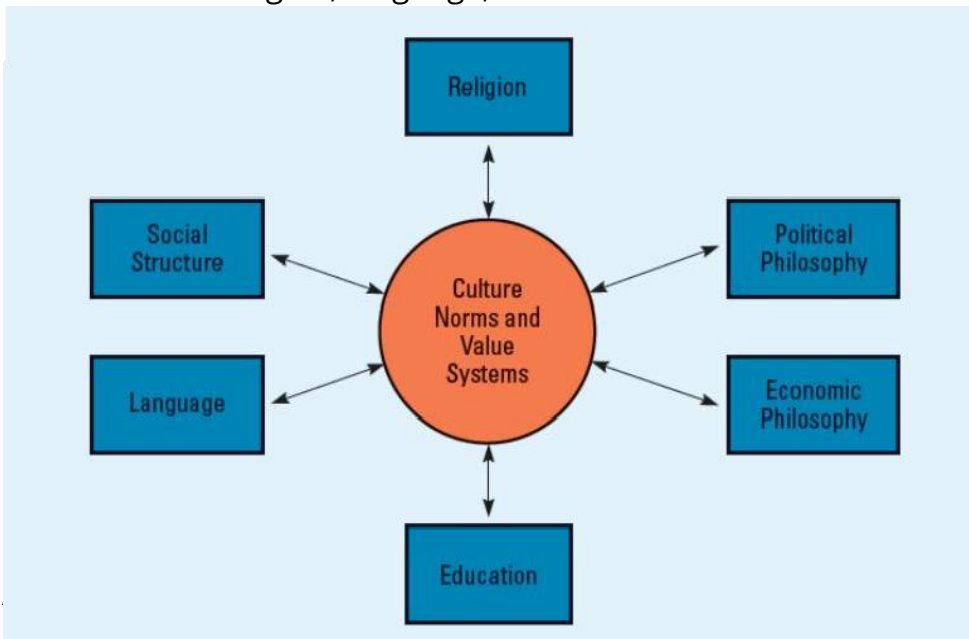 Religion
Social
Structure
Political
Philosophy
Culture
Norms and
Value
Systems
Language
Economic
Philosophy
Education